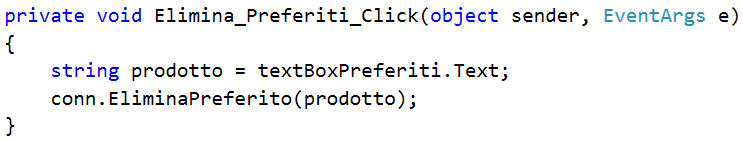 private void Elimina_Preferiti_Click(object sender, EventArgs e)
{
    string prodotto = textBoxPreferiti.Text;
    conn.EliminaPreferito(prodotto);
}